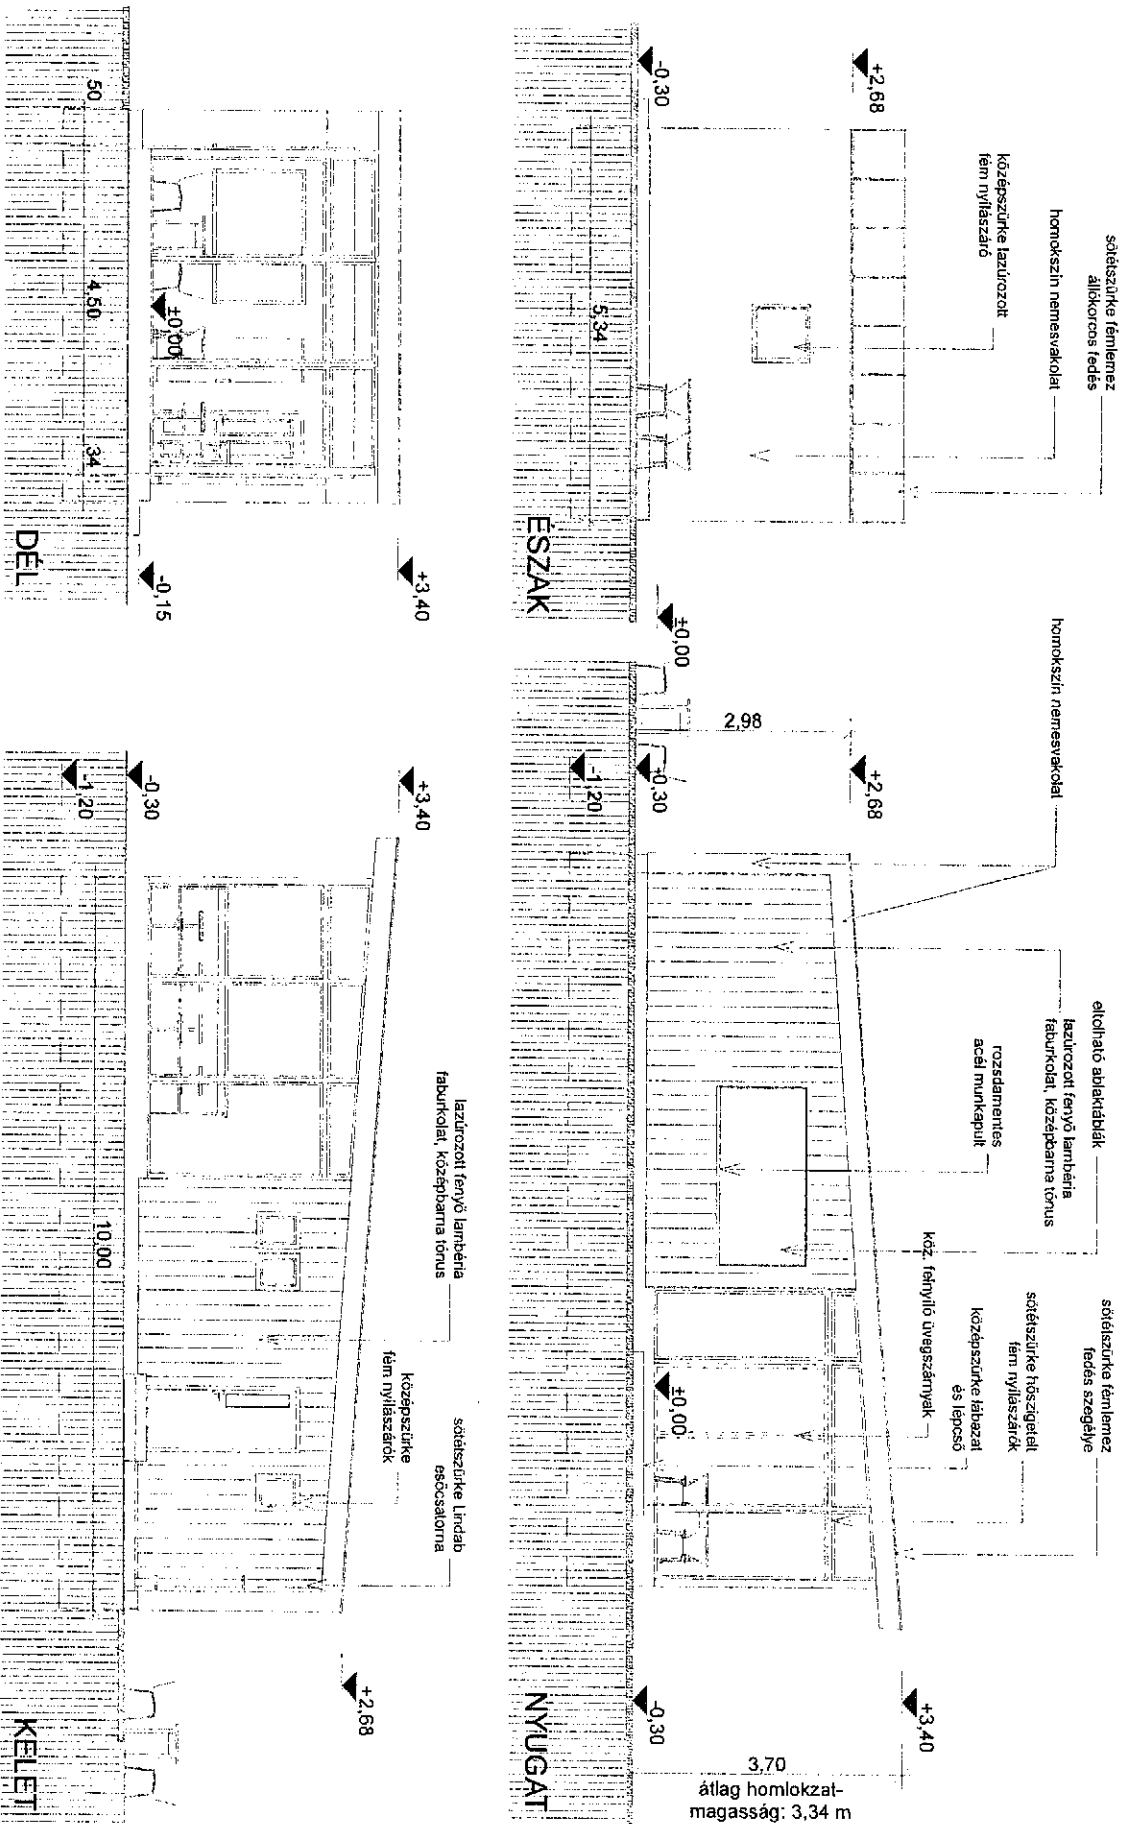 sötétszürke fémlemez
állókorcos fedés
homokszín nemesvakolat
középszürke lazúrozott
fém nyílászáró
+2,68
-0,30
5,34
ÉSZAK
homokszín nemesvakolat
eltolható ablaktáblák
lazúrozott fenyő lambéria
faburkolat, középbarna tónus
rozsdamentes
acél munkapult
sötétszürke fémlemez
fedés szegélye
sötétszürke hőszigetelt
fém nyílászárók
középszürke lábazat
és lépcső
köz. felnyíló üvegszárnyak
±0,00
2,98
+2,68
+0,30
-1,20
±0,00
+3,40
-0,30
3,70
átlag homlokzat-
magasság: 3,34 m
NYUGAT
50
4,50
34
±0,00
+3,40
-0,15
DÉL
+3,40
-0,30
-1,20
10,00
lazúrozott fenyő lambéria
faburkolat, középbarna tónus
középszürke
fém nyílászárók
sötétszürke Lindab
esőcsatorna
+2,68
KELET